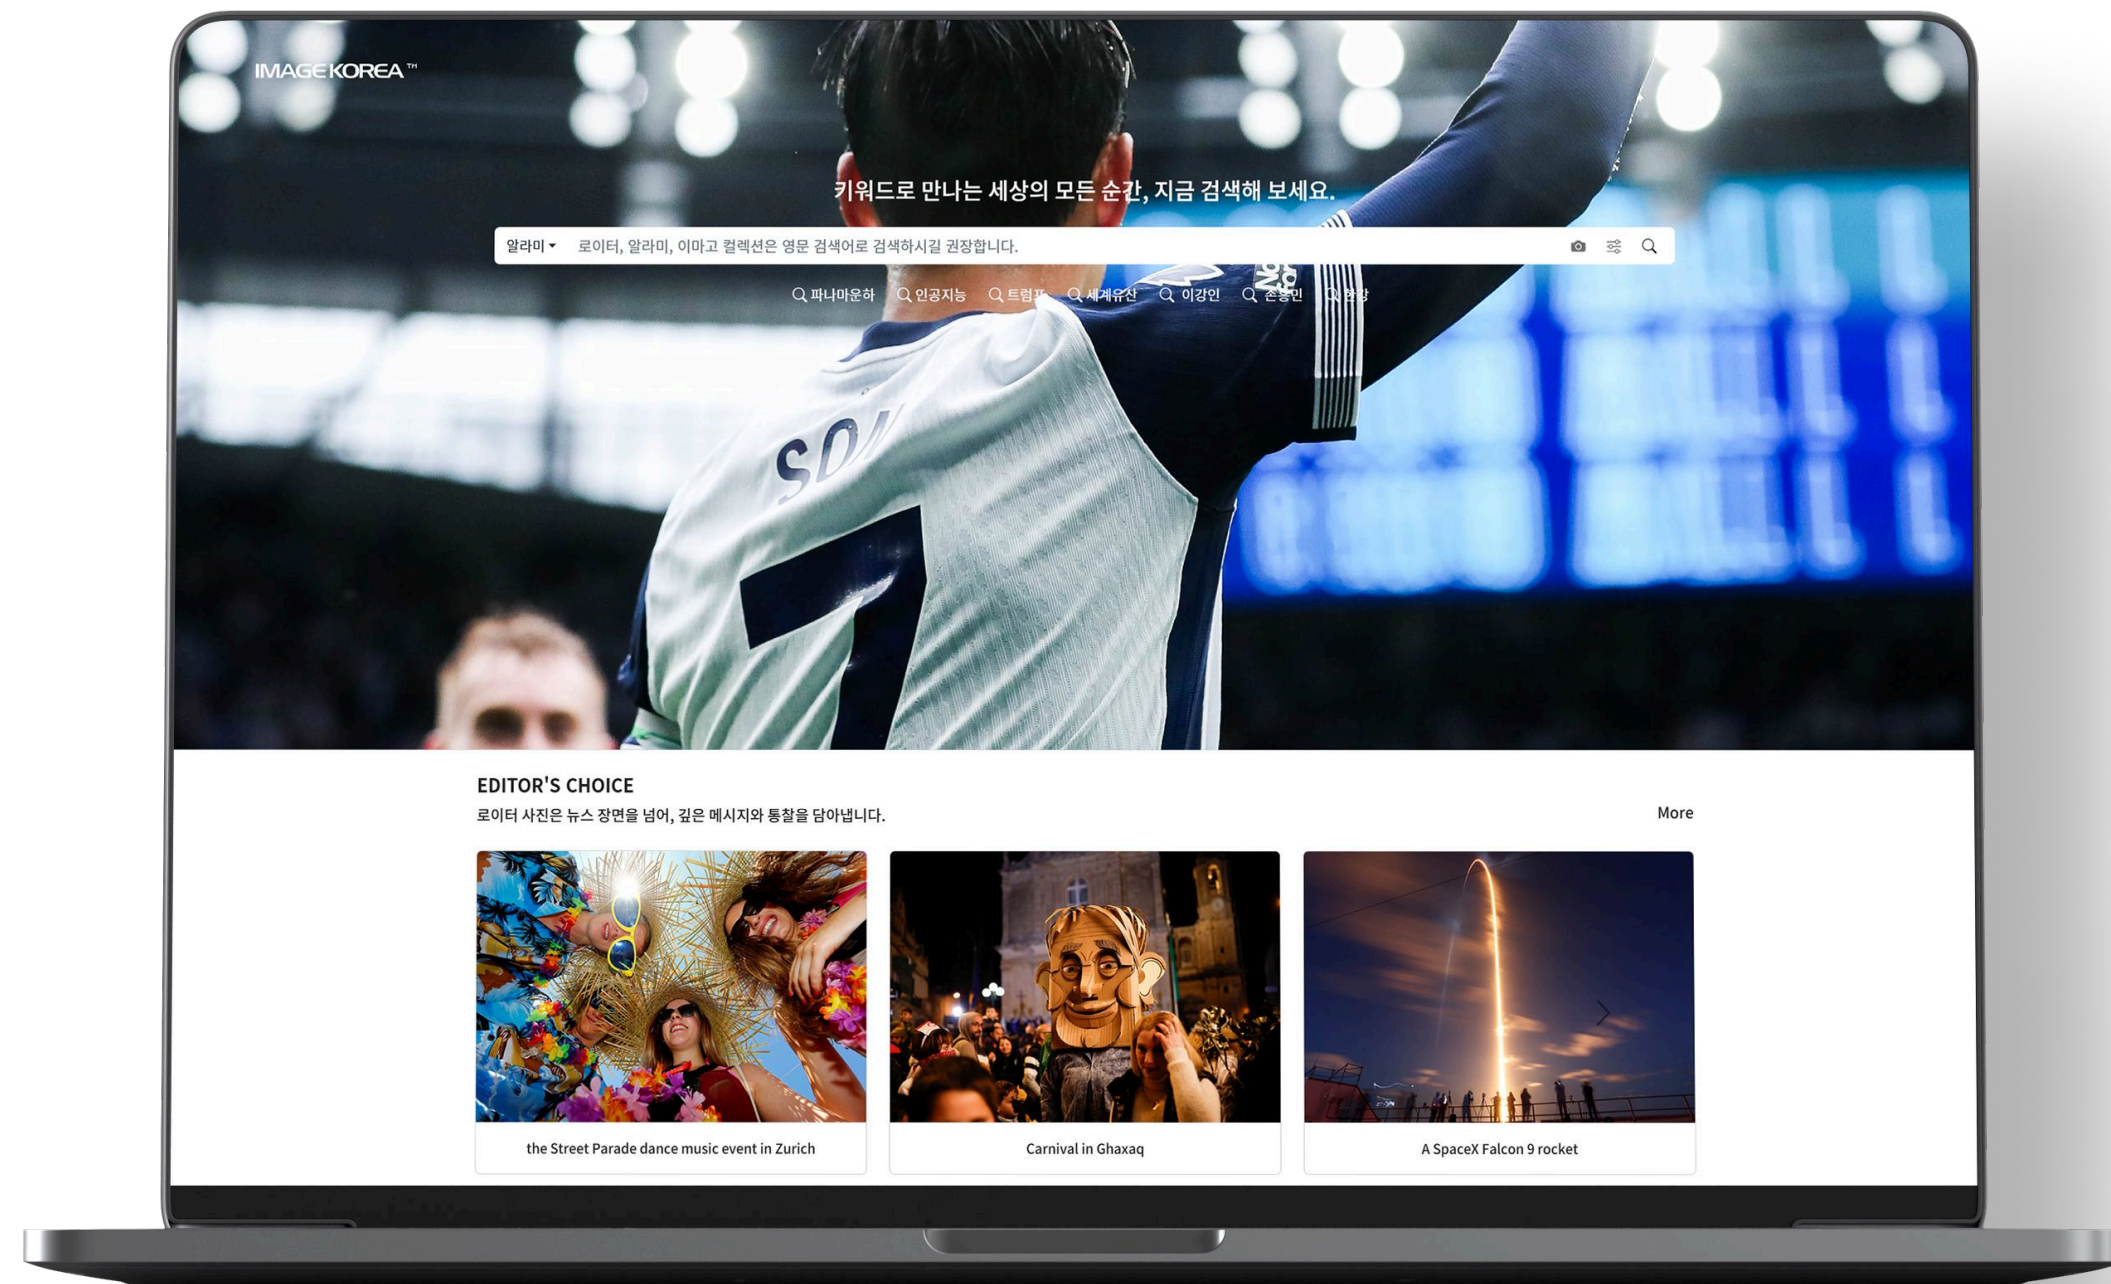 IMAGE KOREA™
키워드로 만나는 세상의 모든 순간, 지금 검색해 보세요.
알라미 로이터, 알라미, 이마고 컬렉션은 영문 검색어로 검색하시길 권장합니다.
파나마운하 인공지능 트럼프 세계유산 이강인 손흥민 한강
SON
7
EDITOR'S CHOICE
로이터 사진은 뉴스 장면을 넘어, 깊은 메시지와 통찰을 담아냅니다.
More
the Street Parade dance music event in Zurich
Carnival in Ghaxaq
A SpaceX Falcon 9 rocket